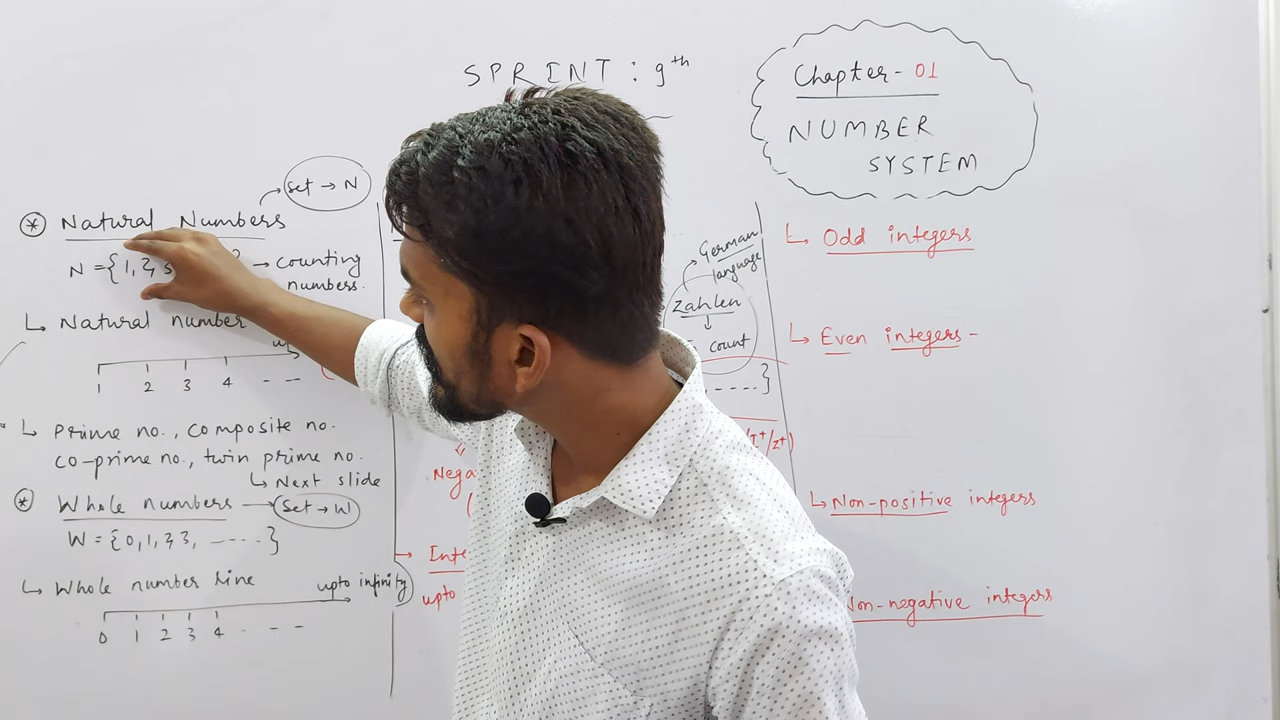 SPRINT : 9th
Chapter - 01
NUMBER
SYSTEM
set → N
* Natural Numbers
N = {1, 2, 3 → counting
numbers.
↳ Natural number
1 2 3 4 - - -
↳ Prime no., composite no.
co-prime no., twin prime no.
↳ Next slide
* Whole numbers → Set → W
W = {0, 1, 2, 3, ------}
↳ Whole number line upto infinity
0 1 2 3 4 - - -
German
language
Zahlen
count
, .....}
/I+/Z+)
upto
↳ Odd integers
↳ Even integers -
↳ Non-positive integers
Non-negative integers